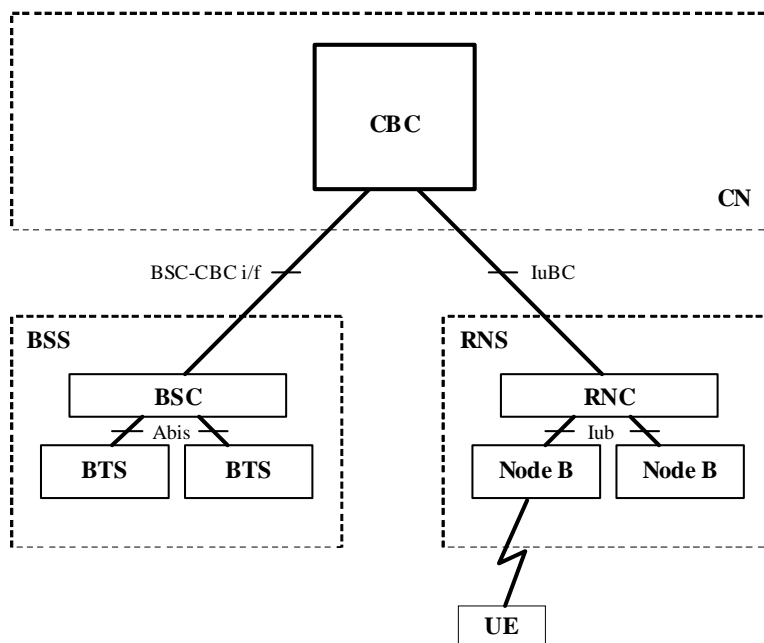 CBC
CN
BSC-CBC i/f
IuBC
BSS
RNS
BSC
RNC
Abis
Iub
BTS
BTS
Node B
Node B
UE